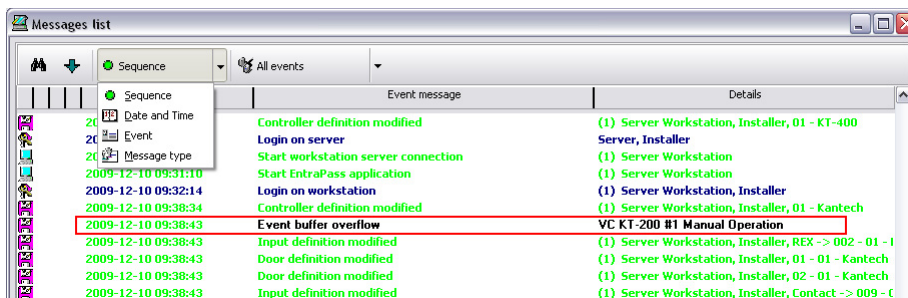 Messages list
Sequence All events
Event message Details
Sequence
Date and Time
Event
Message type
Controller definition modified (1) Server Workstation, Installer, 01 - KT-400
Login on server Server, Installer
Start workstation server connection (1) Server Workstation
2009-12-10 09:31:10 Start EntraPass application (1) Server Workstation
2009-12-10 09:32:14 Login on workstation (1) Server Workstation, Installer
2009-12-10 09:38:34 Controller definition modified (1) Server Workstation, Installer, 01 - Kantech
2009-12-10 09:38:43 Event buffer overflow VC KT-200 #1 Manual Operation
2009-12-10 09:38:43 Input definition modified (1) Server Workstation, Installer, REX -> 002 - 01 -
2009-12-10 09:38:43 Door definition modified (1) Server Workstation, Installer, 01 - 01 - Kantech
2009-12-10 09:38:43 Door definition modified (1) Server Workstation, Installer, 02 - 01 - Kantech
2009-12-10 09:38:43 Input definition modified (1) Server Workstation, Installer, Contact -> 009 -